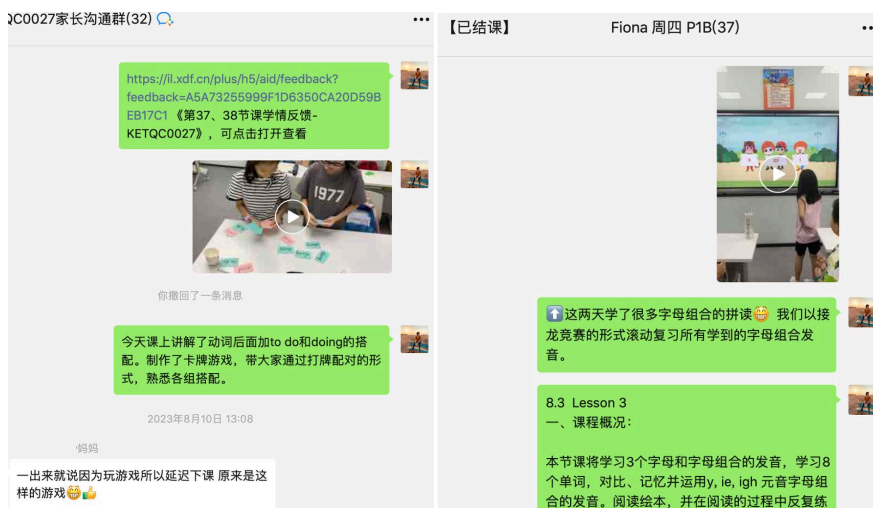 QC0027家长沟通群(32)
https://il.xdf.cn/plus/h5/aid/feedback?
feedback=A5A73255999F1D6350CA20D59B
EB17C1 《第37、38节课学情反馈-
KETQC0027》，可点击打开查看
1977
你撤回了一条消息
今天课上讲解了动词后面加to do和doing的搭
配。制作了卡牌游戏，带大家通过打牌配对的形
式，熟悉各组搭配。
2023年8月10日 13:08
妈妈
一出来就说因为玩游戏所以延迟下课 原来是这
样的游戏😁👍
【已结课】 Fiona 周四 P1B(37)
⬆️这两天学了很多字母组合的拼读😁 我们以接
龙竞赛的形式滚动复习所有学到的字母组合发
音。
8.3 Lesson 3
一、课程概况：
本节课将学习3个字母和字母组合的发音，学习8
个单词，对比、记忆并运用y, ie, igh 元音字母组
合的发音。阅读绘本，并在阅读的过程中反复练